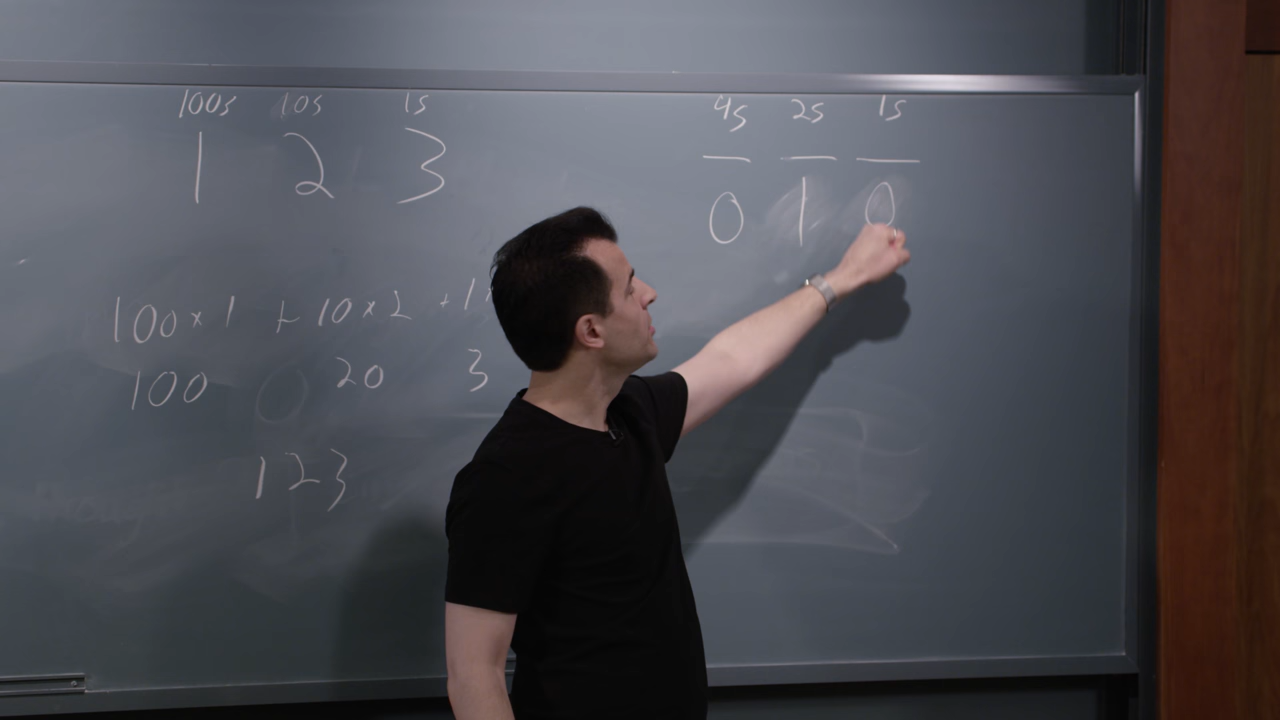 100s 10s 1s
1 2 3
4s 2s 1s
0 1 0
100 × 1 + 10 × 2 + 1
100 20 3
123